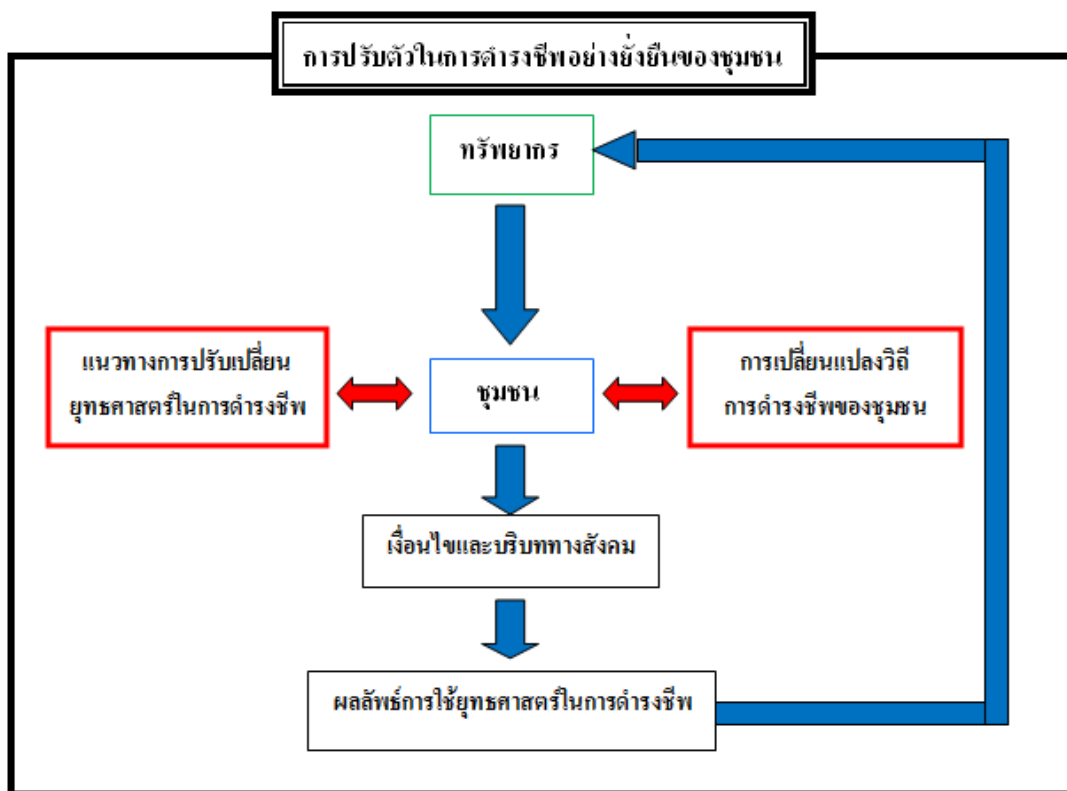 การปรับตัวในการดำรงชีพอย่างยั่งยืนของชุมชน
ทรัพยากร
แนวทางการปรับเปลี่ยน
ยุทธศาสตร์ในการดำรงชีพ
ชุมชน
การเปลี่ยนแปลงวิถี
การดำรงชีพของชุมชน
เงื่อนไขและบริบททางสังคม
ผลลัพธ์การใช้ยุทธศาสตร์ในการดำรงชีพ